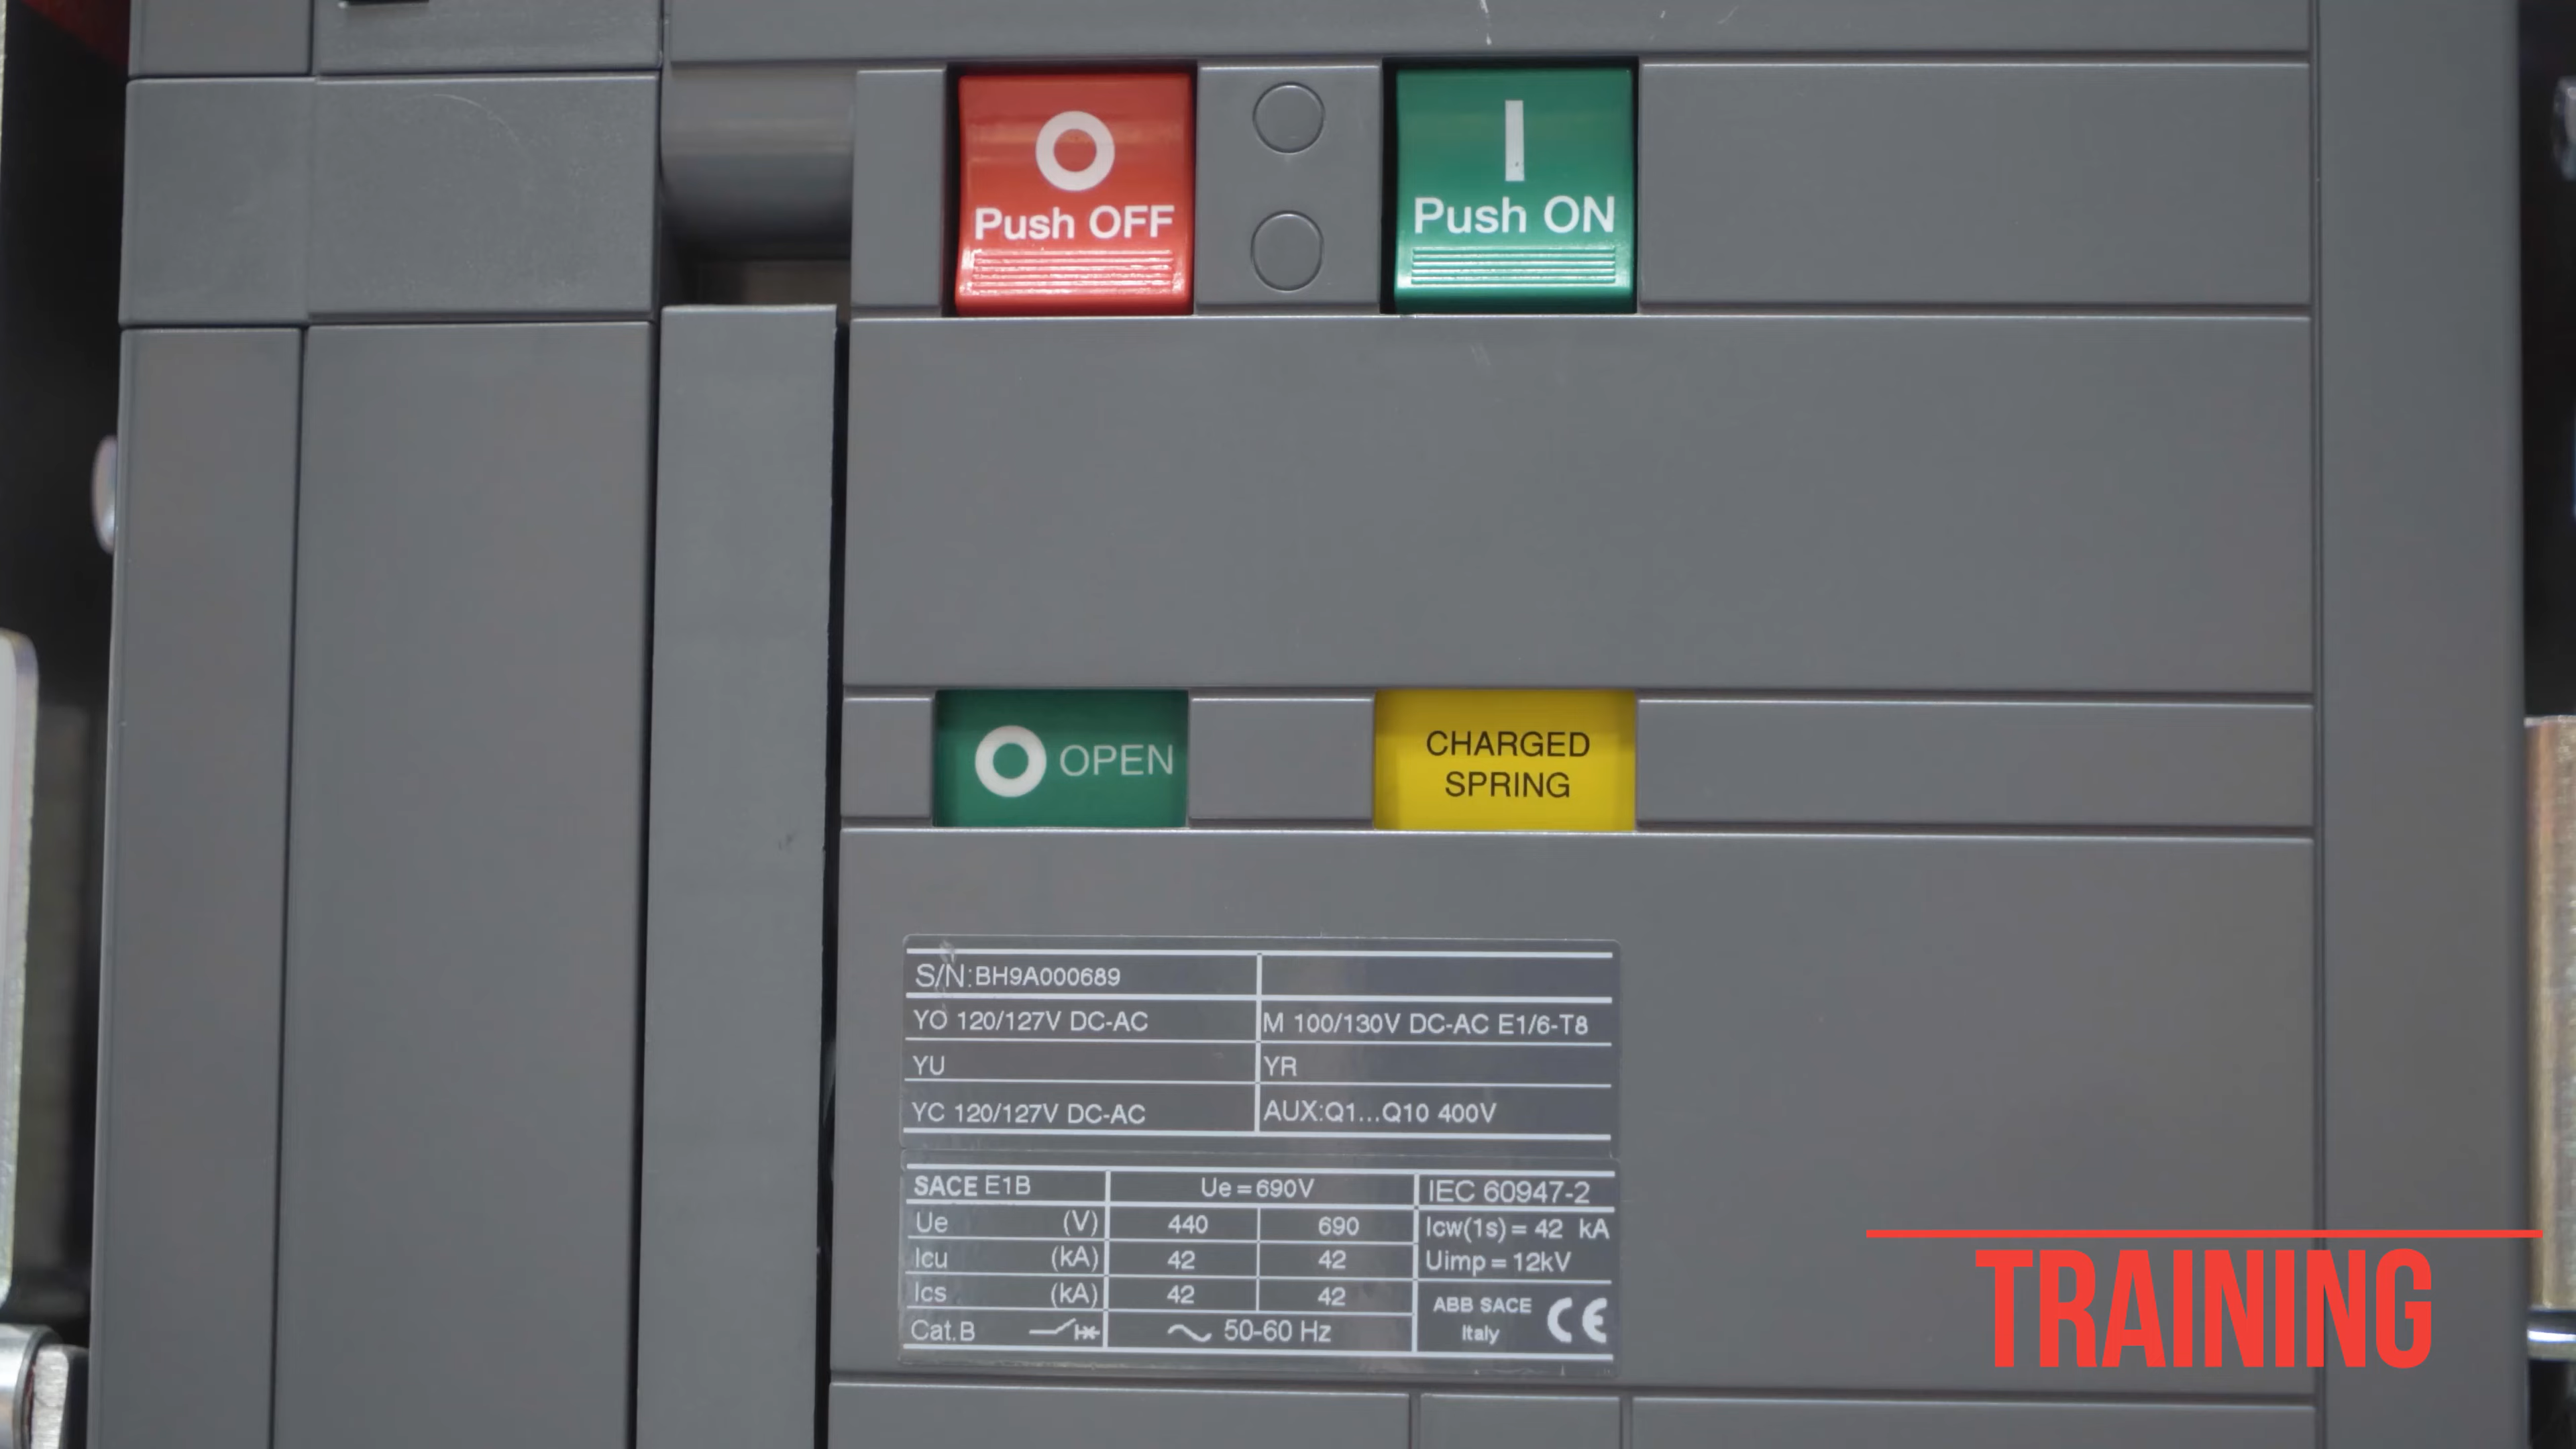 Push OFF
Push ON
OPEN
CHARGED
SPRING
S/N: BH9A000689
YO 120/127V DC-AC
M 100/130V DC-AC E1/6-T8
YU
YR
YC 120/127V DC-AC
AUX:Q1...Q10 400V
SACE E1B
Ue=690V
IEC 60947-2
Ue (V) 440 690
Icw(1s)= 42 kA
Icu (kA) 42 42
Uimp=12kV
Ics (kA) 42 42
ABB SACE
Italy
CE
Cat.B
50-60 Hz
TRAINING